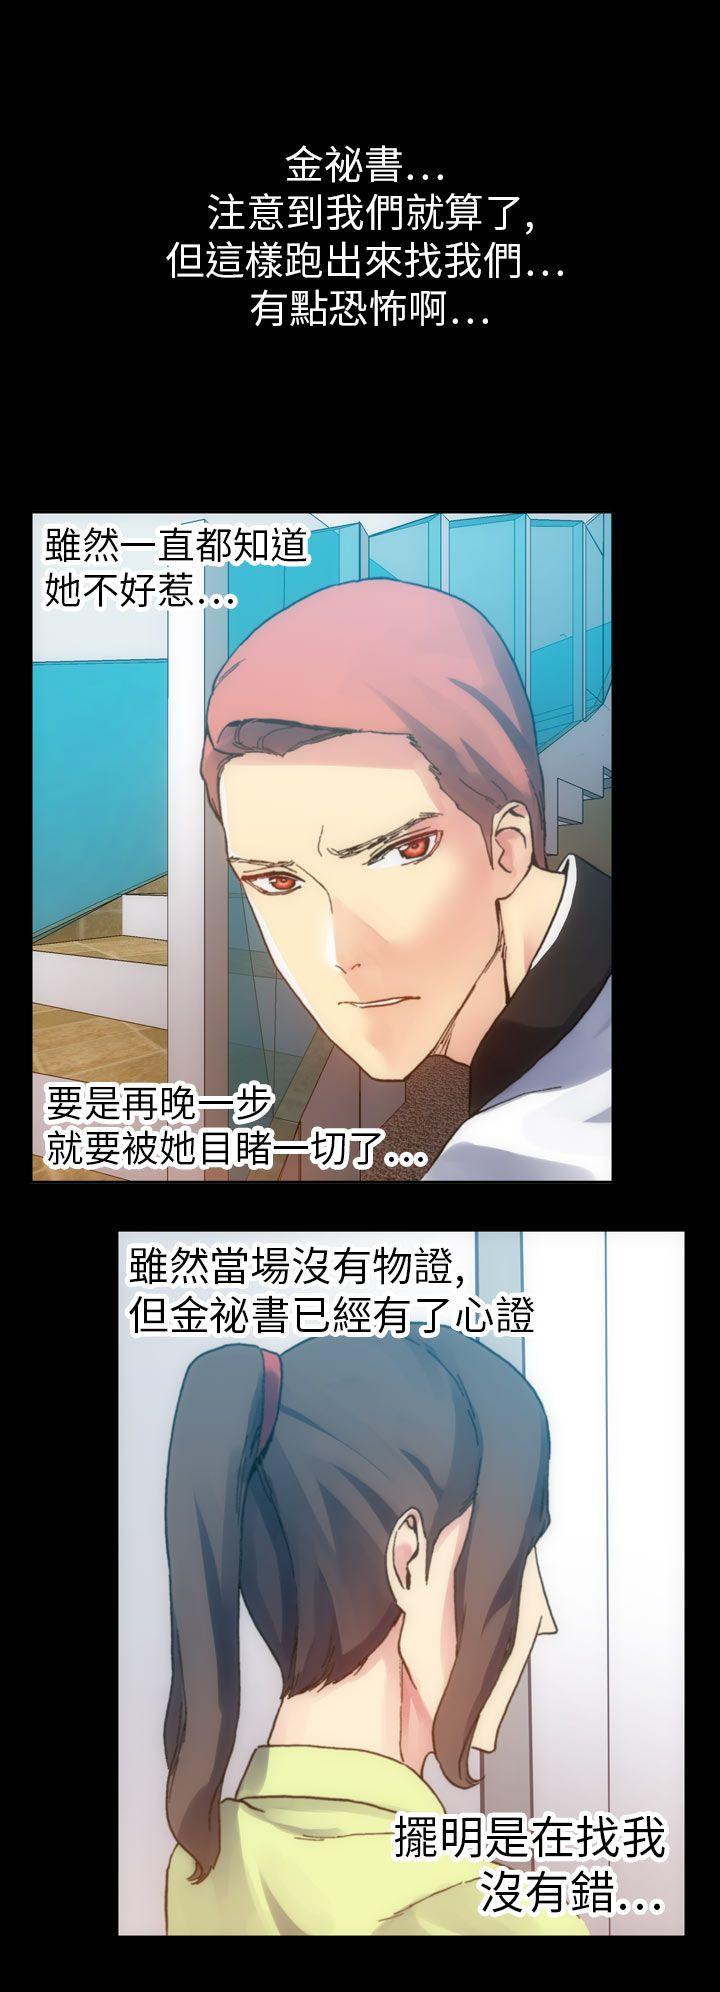 金祕書…
注意到我們就算了,
但這樣跑出來找我們…
有點恐怖啊…
雖然一直都知道
她不好惹…
要是再晚一步
就要被她目睹一切了…
雖然當場沒有物證,
但金祕書已經有了心證
擺明是在找我
沒有錯…